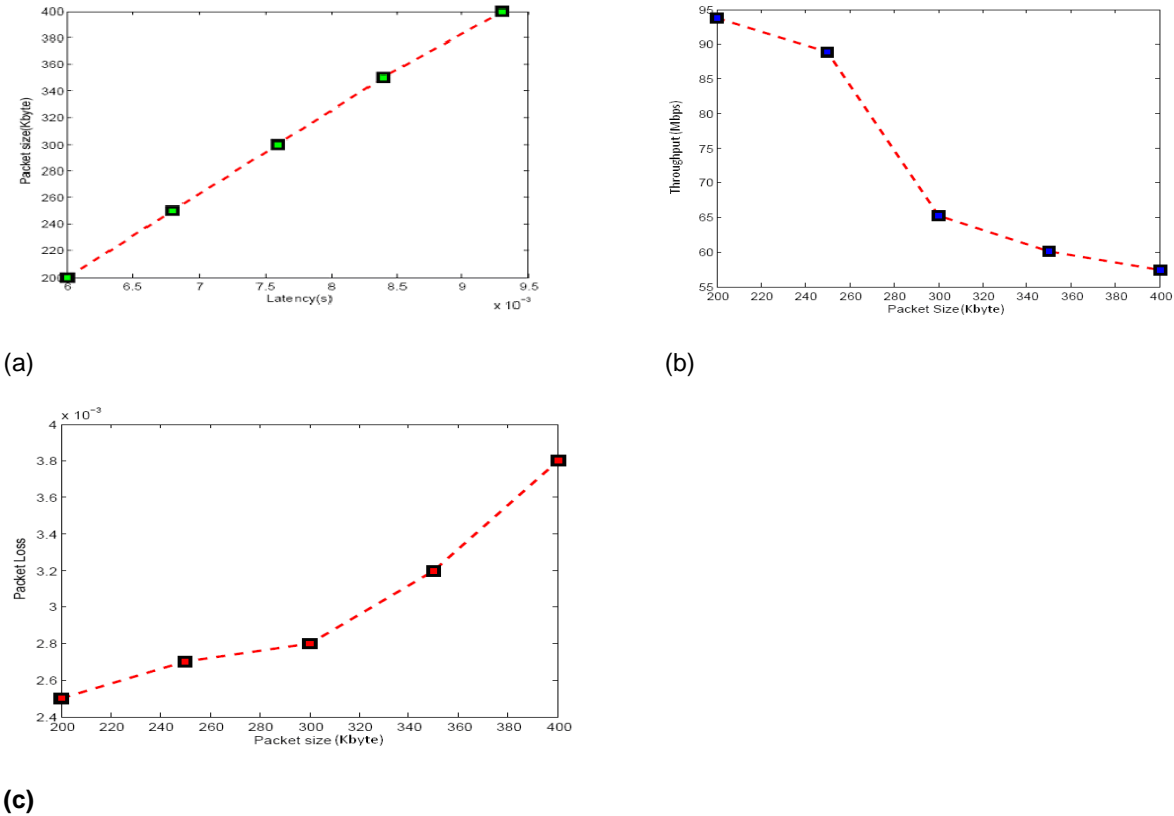 400
380
360
340
320
300
280
260
240
220
200
Packet size(Kbyte)
6 6.5 7 7.5 8 8.5 9 9.5
Latency(s)
x 10⁻³
(a)
95
90
85
80
75
70
65
60
55
Throughput (Mbps)
200 220 240 260 280 300 320 340 360 380 400
Packet Size(Kbyte)
(b)
x 10⁻³
4
3.8
3.6
3.4
3.2
3
2.8
2.6
2.4
Packet Loss
200 220 240 260 280 300 320 340 360 380 400
Packet size (Kbyte)
(c)